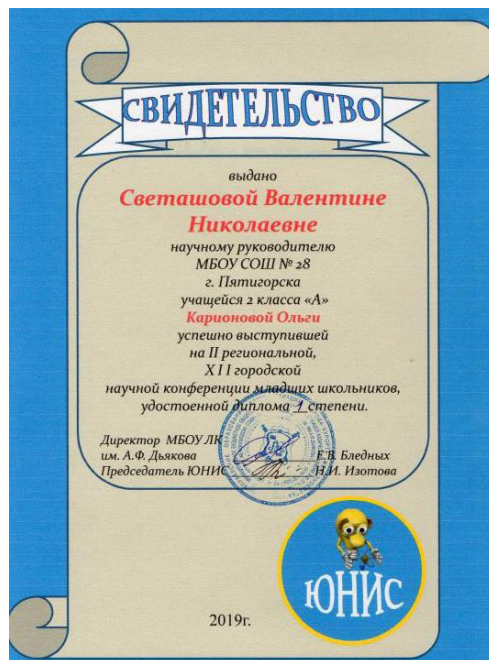 СВИДЕТЕЛЬСТВО
выдано
Светашовой Валентине
Николаевне
научному руководителю
МБОУ СОШ № 28
г. Пятигорска
учащейся 2 класса «А»
Карионовой Ольги
успешно выступившей
на II региональной,
X I I городской
научной конференции младших школьников,
удостоенной диплома 1 степени.
Директор МБОУ ЛК
им. А.Ф. Дьякова Е.В. Бледных
Председатель ЮНИС Н.И. Изотова
ЮНИС
2019г.